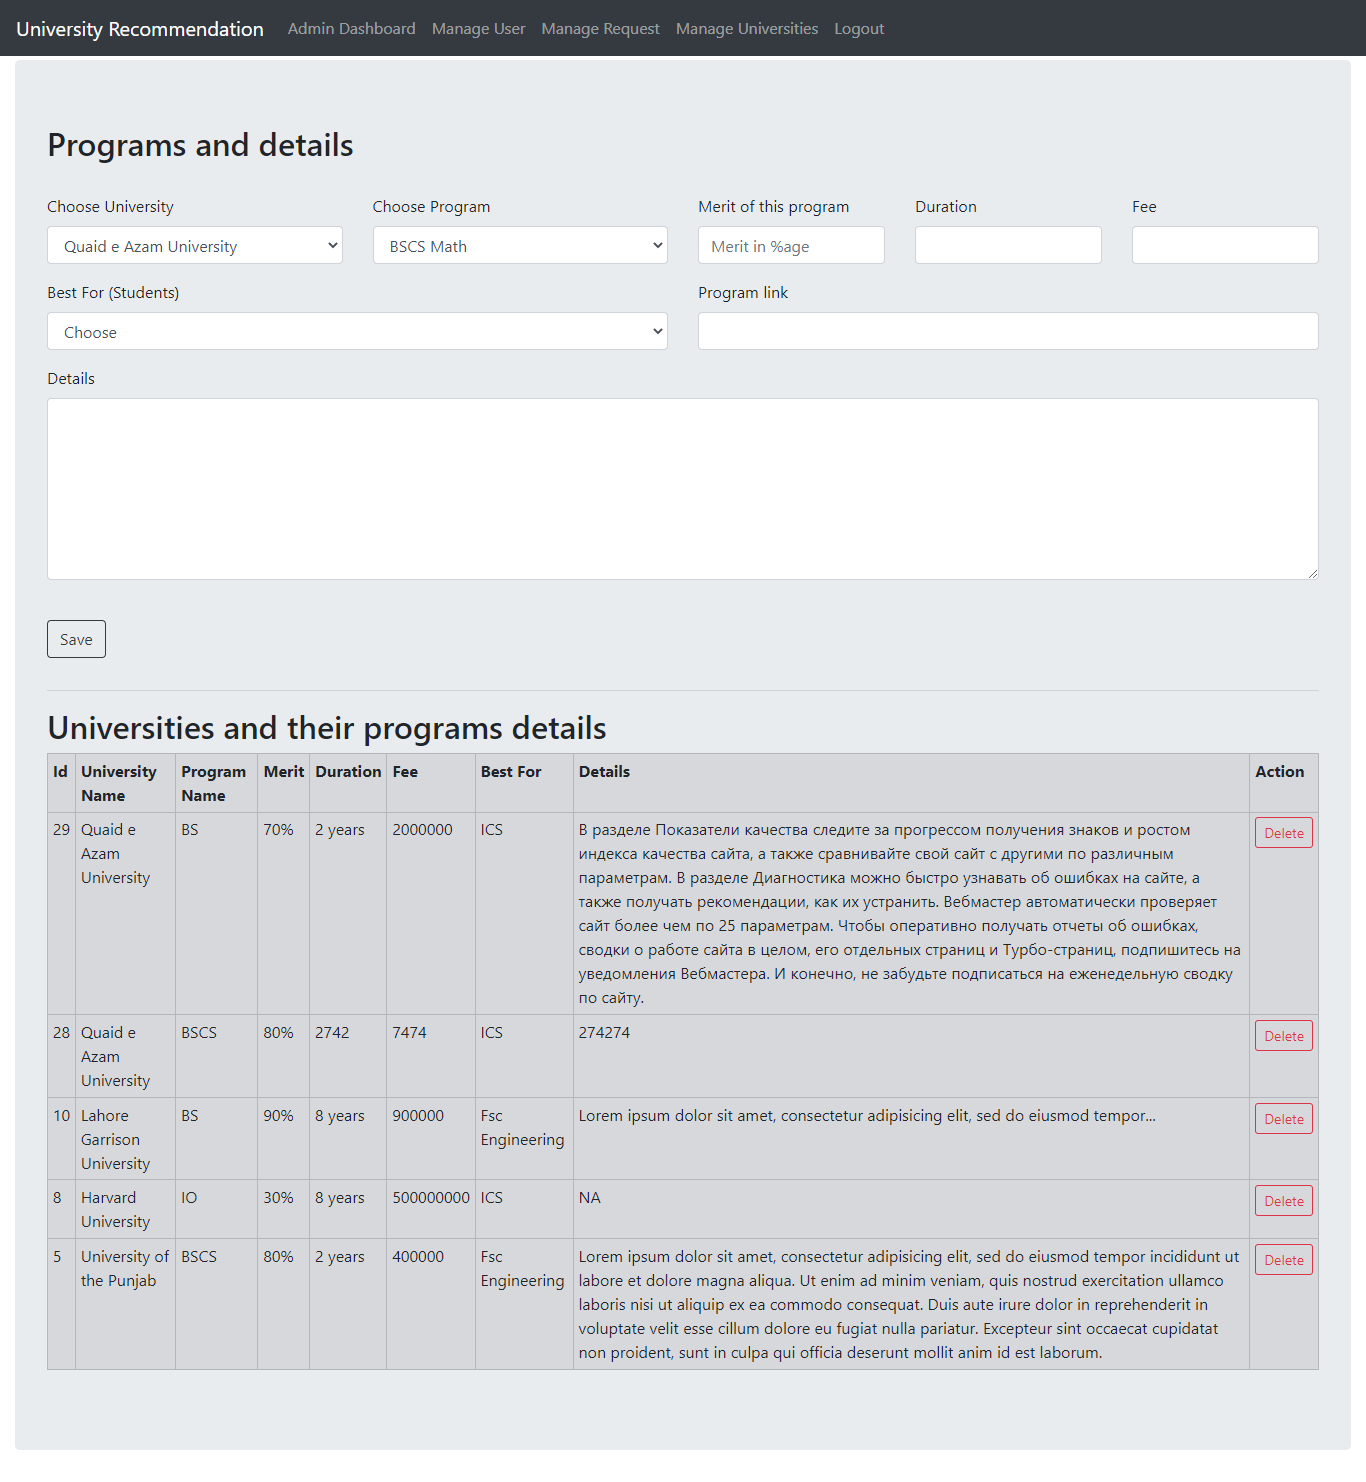 University Recommendation Admin Dashboard Manage User Manage Request Manage Universities Logout
Programs and details
Choose University Choose Program Merit of this program Duration Fee
Quaid e Azam University BSCS Math Merit in %age
Best For (Students) Program link
Choose
Details
Save
Universities and their programs details
Id University Name Program Name Merit Duration Fee Best For Details Action
29 Quaid e Azam University BS 70% 2 years 2000000 ICS
В разделе Показатели качества следите за прогрессом получения знаков и ростом
индекса качества сайта, а также сравнивайте свой сайт с другими по различным
параметрам. В разделе Диагностика можно быстро узнавать об ошибках на сайте, а
также получать рекомендации, как их устранить. Вебмастер автоматически проверяет
сайт более чем по 25 параметрам. Чтобы оперативно получать отчеты об ошибках,
сводки о работе сайта в целом, его отдельных страниц и Турбо-страниц, подпишитесь на
уведомления Вебмастера. И конечно, не забудьте подписаться на еженедельную сводку
по сайту.
Delete
28 Quaid e Azam University BSCS 80% 2742 7474 ICS 274274 Delete
10 Lahore Garrison University BS 90% 8 years 900000 Fsc Engineering Lorem ipsum dolor sit amet, consectetur adipisicing elit, sed do eiusmod tempor... Delete
8 Harvard University IO 30% 8 years 500000000 ICS NA Delete
5 University of the Punjab BSCS 80% 2 years 400000 Fsc Engineering
Lorem ipsum dolor sit amet, consectetur adipisicing elit, sed do eiusmod tempor incididunt ut
labore et dolore magna aliqua. Ut enim ad minim veniam, quis nostrud exercitation ullamco
laboris nisi ut aliquip ex ea commodo consequat. Duis aute irure dolor in reprehenderit in
voluptate velit esse cillum dolore eu fugiat nulla pariatur. Excepteur sint occaecat cupidatat
non proident, sunt in culpa qui officia deserunt mollit anim id est laborum.
Delete